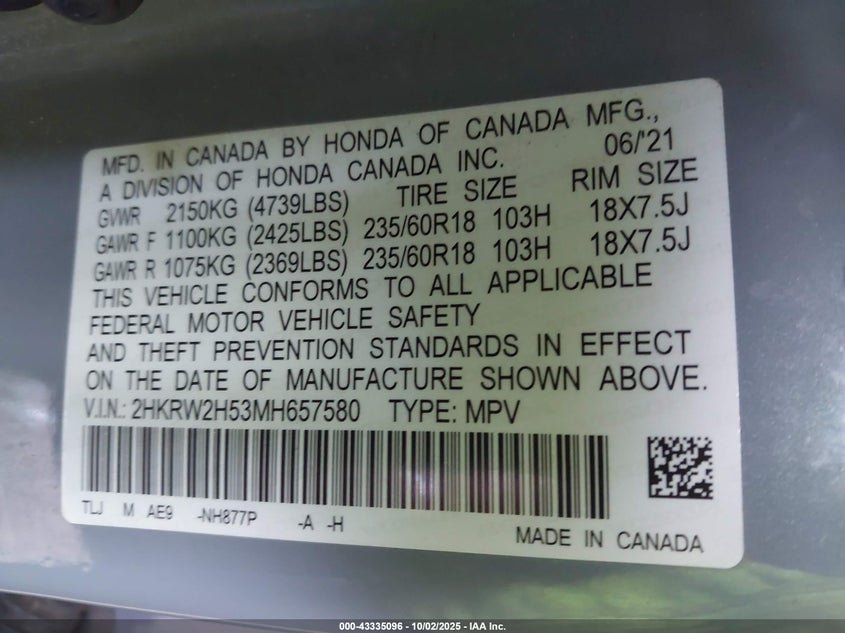 MFD. IN CANADA BY HONDA OF CANADA MFG.,
A DIVISION OF HONDA CANADA INC. 06/'21
GVWR 2150KG (4739LBS) TIRE SIZE RIM SIZE
GAWR F 1100KG (2425LBS) 235/60R18 103H 18X7.5J
GAWR R 1075KG (2369LBS) 235/60R18 103H 18X7.5J
THIS VEHICLE CONFORMS TO ALL APPLICABLE
FEDERAL MOTOR VEHICLE SAFETY
AND THEFT PREVENTION STANDARDS IN EFFECT
ON THE DATE OF MANUFACTURE SHOWN ABOVE.
V.I.N.: 2HKRW2H53MH657580 TYPE: MPV
TLJ M AE9 -NH877P -A -H
MADE IN CANADA
000-43335096 - 10/02/2025 - IAA Inc.